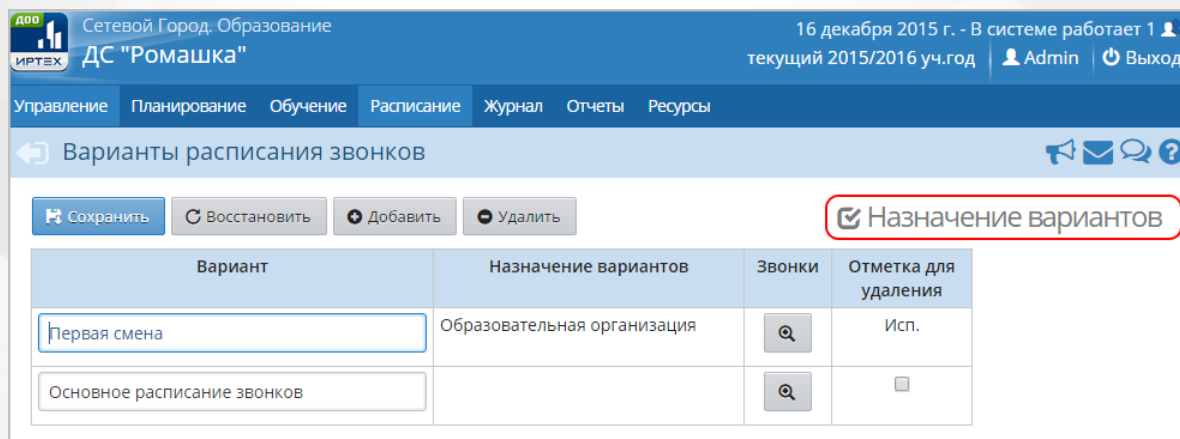 ДОО
ИРТЕХ
Сетевой Город. Образование
ДС "Ромашка"
16 декабря 2015 г. - В системе работает 1
текущий 2015/2016 уч.год Admin Выход
Управление Планирование Обучение Расписание Журнал Отчеты Ресурсы
Варианты расписания звонков
Сохранить Восстановить Добавить Удалить Назначение вариантов
Вариант Назначение вариантов Звонки Отметка для удаления
Первая смена Образовательная организация Исп.
Основное расписание звонков